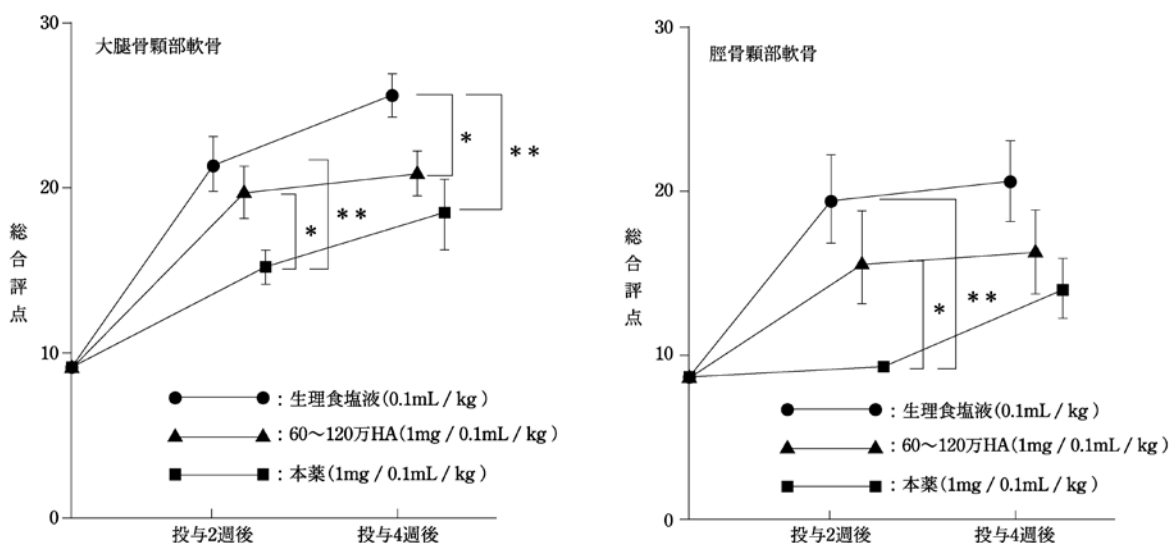 30
大腿骨顆部軟骨
*
**
20
*
**
総合評点
10
●：生理食塩液(0.1mL / kg )
▲：60〜120万HA(1mg / 0.1mL / kg)
■：本薬(1mg / 0.1mL / kg )
0
投与2週後
投与4週後
30
脛骨顆部軟骨
20
*
**
総合評点
10
●：生理食塩液(0.1mL / kg )
▲：60〜120万HA(1mg / 0.1mL / kg)
■：本薬(1mg / 0.1mL / kg )
0
投与2週後
投与4週後